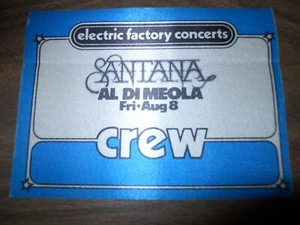 electric factory concerts
SANTANA
AL DI MEOLA
Fri•Aug 8
crew